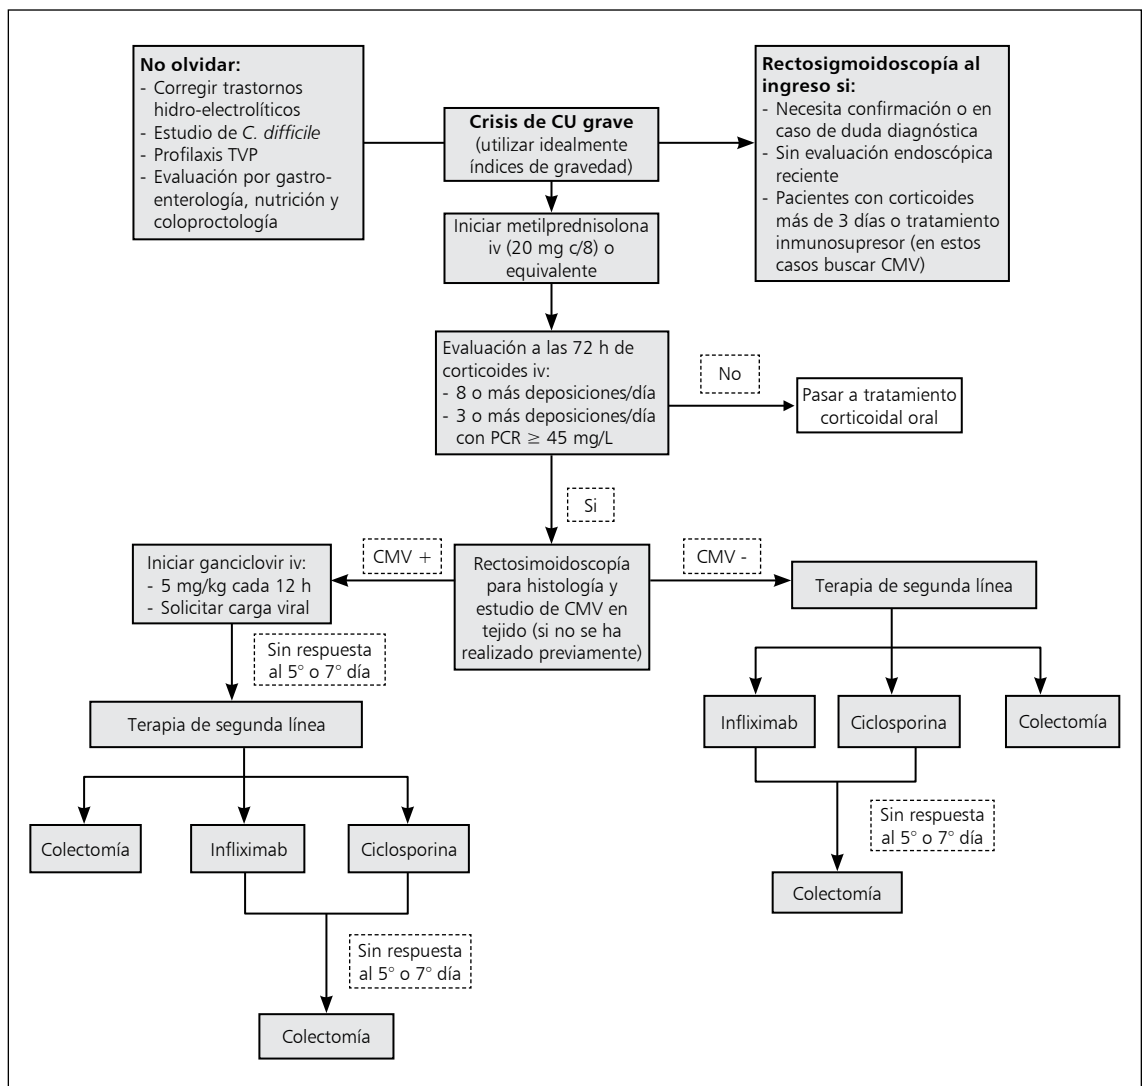 No olvidar:
- Corregir trastornos
hidro-electrolíticos
- Estudio de C. difficile
- Profilaxis TVP
- Evaluación por gastro-
enterología, nutrición y
coloproctología
Crisis de CU grave
(utilizar idealmente
índices de gravedad)
Rectosigmoidoscopía al
ingreso si:
- Necesita confirmación o en
caso de duda diagnóstica
- Sin evaluación endoscópica
reciente
- Pacientes con corticoides
más de 3 días o tratamiento
inmunosupresor (en estos
casos buscar CMV)
Iniciar metilprednisolona
iv (20 mg c/8) o
equivalente
Evaluación a las 72 h de
corticoides iv:
- 8 o más deposiciones/día
- 3 o más deposiciones/día
con PCR ≥ 45 mg/L
No
Pasar a tratamiento
corticoidal oral
Si
Iniciar ganciclovir iv:
- 5 mg/kg cada 12 h
- Solicitar carga viral
CMV +
Rectosimoidoscopía
para histología y
estudio de CMV en
tejido (si no se ha
realizado previamente)
CMV -
Terapia de segunda línea
Sin respuesta
al 5° o 7° día
Terapia de segunda línea
Infliximab
Ciclosporina
Colectomía
Colectomía
Infliximab
Ciclosporina
Sin respuesta
al 5° o 7° día
Colectomía
Sin respuesta
al 5° o 7° día
Colectomía